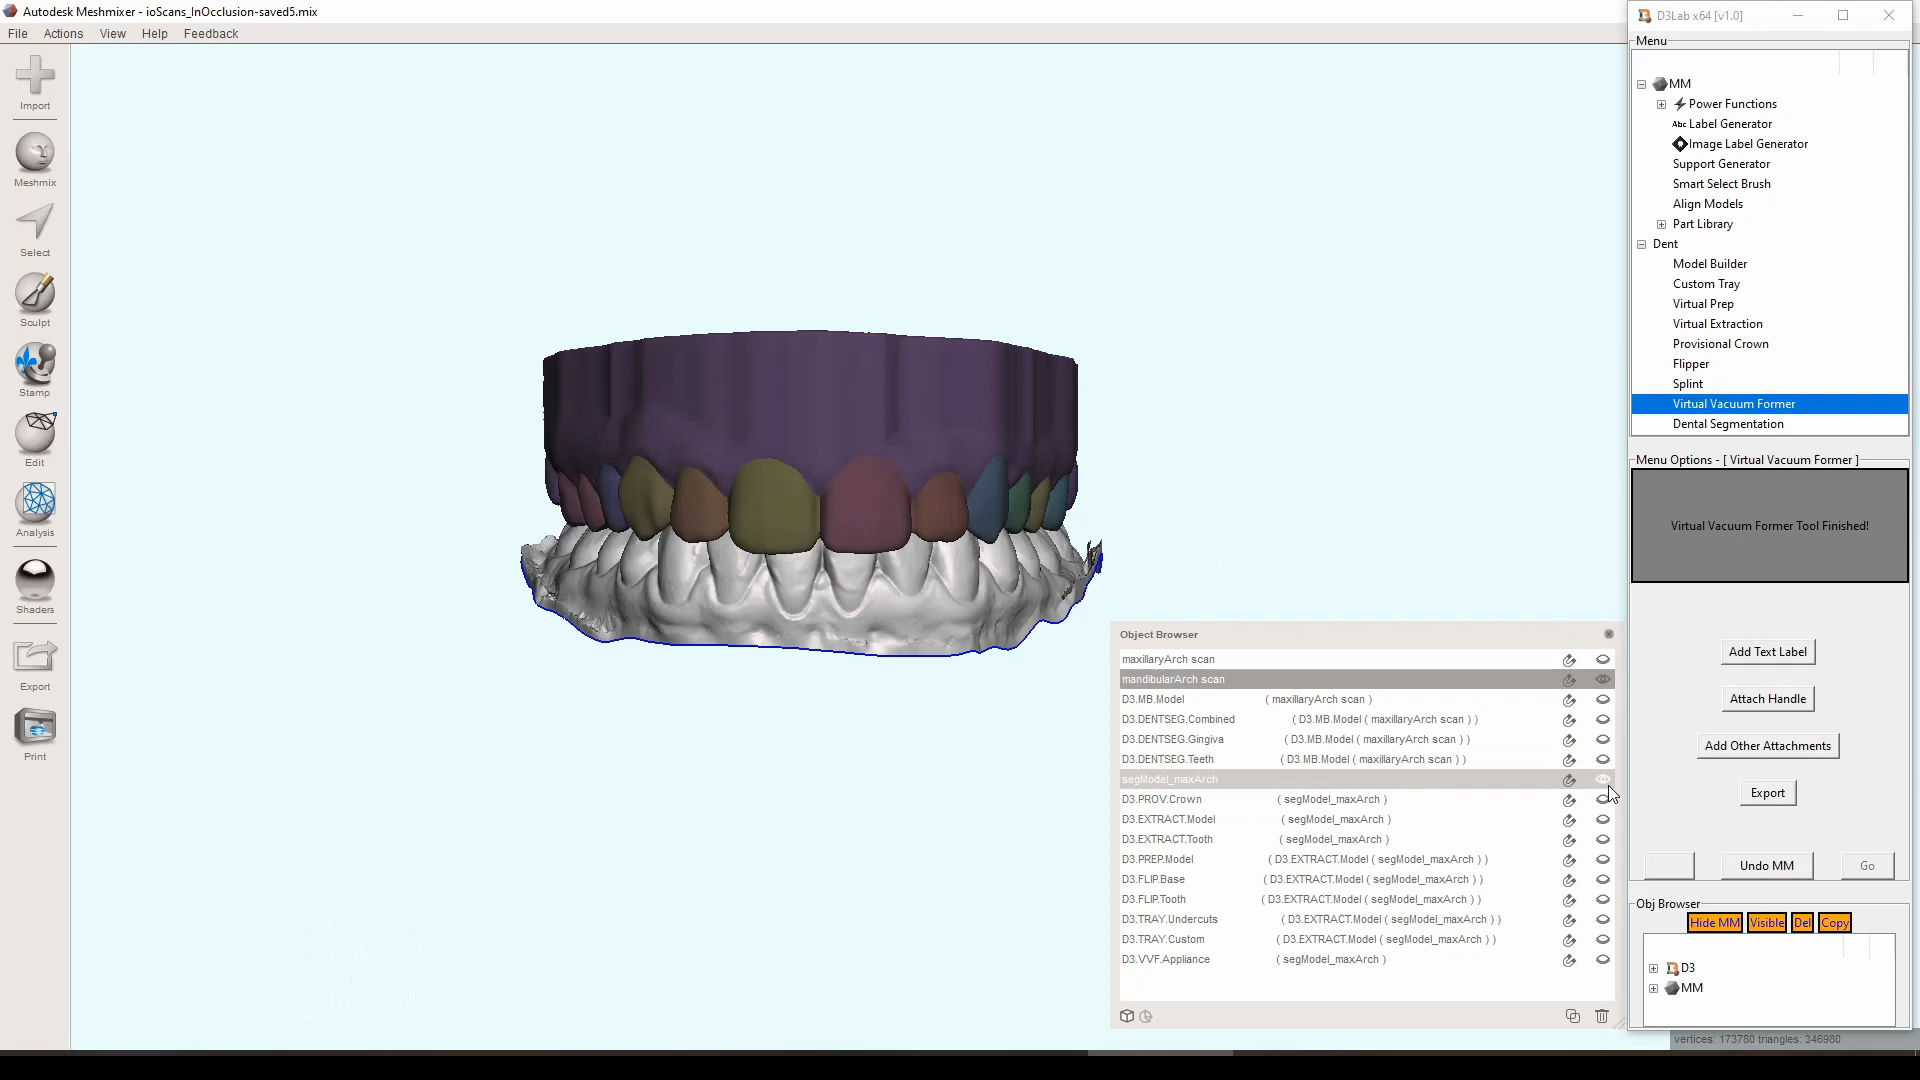 Autodesk Meshmixer - ioScans_InOcclusion-saved5.mix
File Actions View Help Feedback
Import
Meshmix
Select
Sculpt
Stamp
Edit
Analysis
Shaders
Export
Print
Object Browser
maxillaryArch scan
mandibularArch scan
D3.MB.Model ( maxillaryArch scan )
D3.DENTSEG.Combined ( D3.MB.Model ( maxillaryArch scan ) )
D3.DENTSEG.Gingiva ( D3.MB.Model ( maxillaryArch scan ) )
D3.DENTSEG.Teeth ( D3.MB.Model ( maxillaryArch scan ) )
segModel_maxArch
D3.PROV.Crown ( segModel_maxArch )
D3.EXTRACT.Model ( segModel_maxArch )
D3.EXTRACT.Tooth ( segModel_maxArch )
D3.PREP.Model ( D3.EXTRACT.Model ( segModel_maxArch ) )
D3.FLIP.Base ( D3.EXTRACT.Model ( segModel_maxArch ) )
D3.FLIP.Tooth ( D3.EXTRACT.Model ( segModel_maxArch ) )
D3.TRAY.Undercuts ( D3.EXTRACT.Model ( segModel_maxArch ) )
D3.TRAY.Custom ( D3.EXTRACT.Model ( segModel_maxArch ) )
D3.VVF.Appliance ( segModel_maxArch )
D3Lab x64 [v1.0]
Menu
MM
Power Functions
Abc Label Generator
Image Label Generator
Support Generator
Smart Select Brush
Align Models
Part Library
Dent
Model Builder
Custom Tray
Virtual Prep
Virtual Extraction
Provisional Crown
Flipper
Splint
Virtual Vacuum Former
Dental Segmentation
Menu Options - [ Virtual Vacuum Former ]
Virtual Vacuum Former Tool Finished!
Add Text Label
Attach Handle
Add Other Attachments
Export
Undo MM Go
Obj Browser
Hide MM Visible Del Copy
D3
MM
vertices: 173780 triangles: 346980